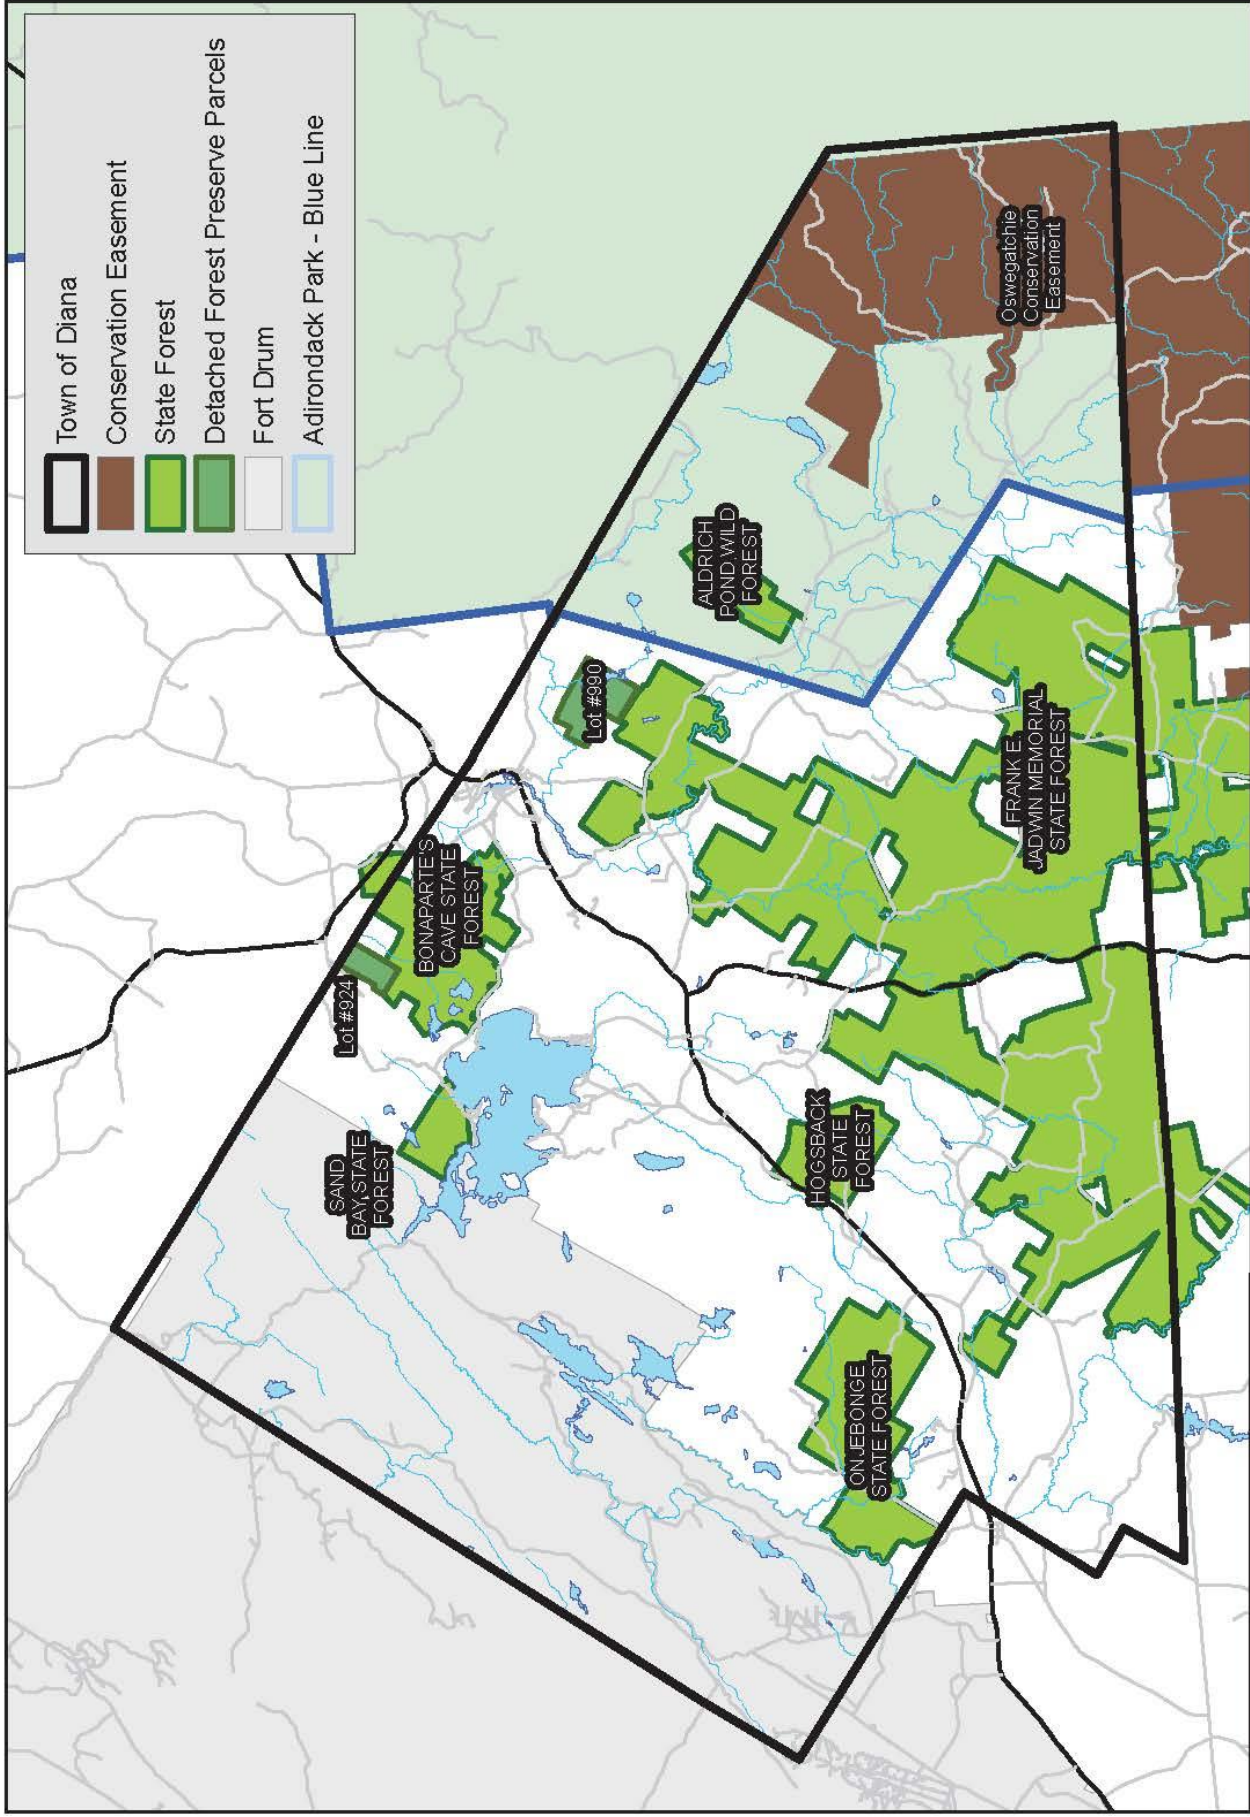 Town of Diana
Conservation Easement
State Forest
Detached Forest Preserve Parcels
Fort Drum
Adirondack Park - Blue Line
SAND
BAY STATE
FOREST
Lot #924
BONAPARTE'S
CAVE STATE
FOREST
Lot #990
ALDRICH
POND WILD
FOREST
HOGSBACK
STATE
FOREST
ONJEBONGE
STATE FOREST
FRANK E.
JADWIN MEMORIAL
STATE FOREST
Oswegatchie
Conservation
Easement